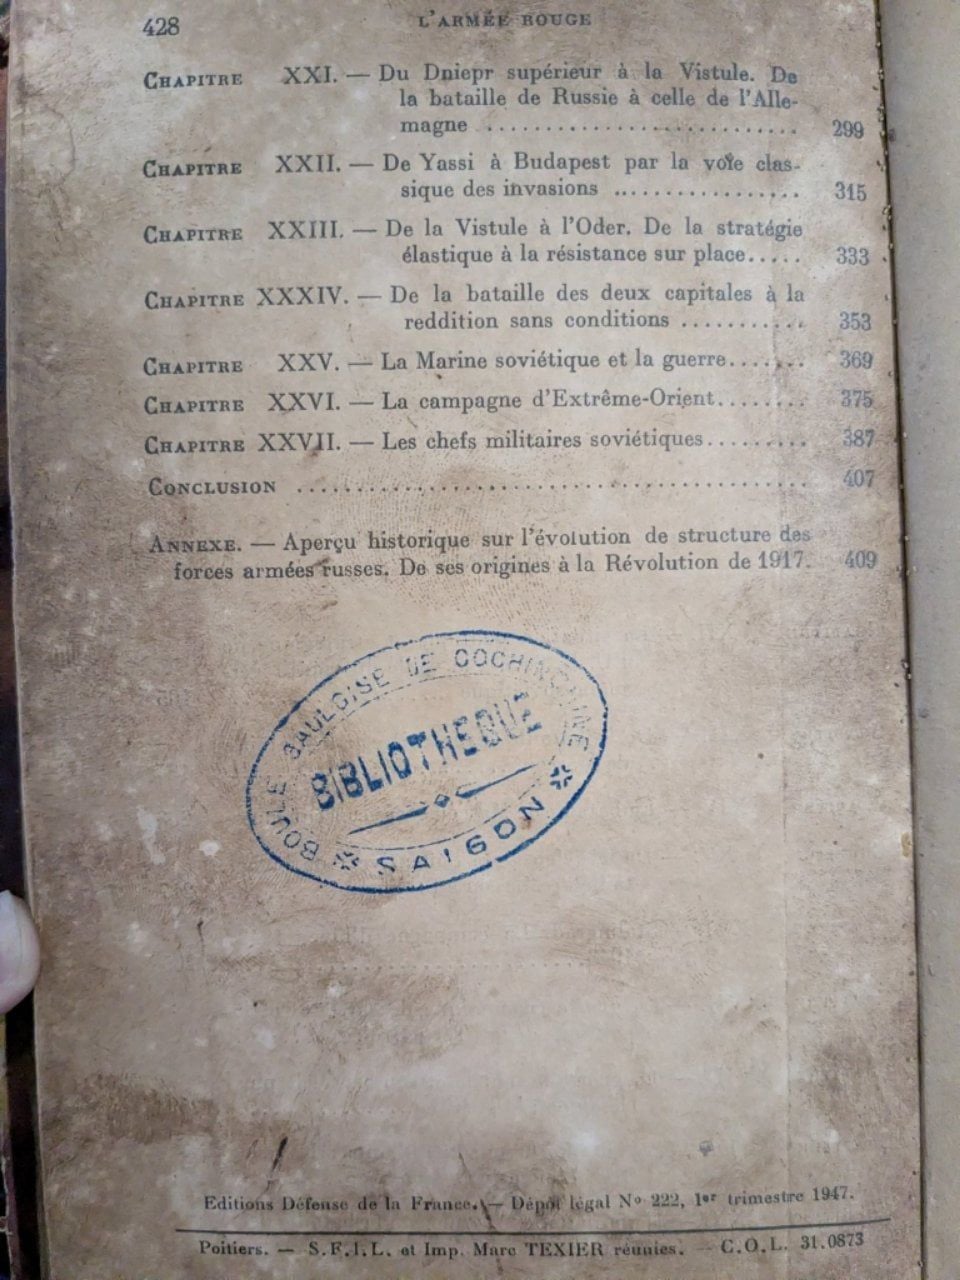 428 L'ARMÉE ROUGE
CHAPITRE XXI. — Du Dniepr supérieur à la Vistule. De
la bataille de Russie à celle de l'Alle-
magne .......................... 299
CHAPITRE XXII. — De Yassi à Budapest par la voie clas-
sique des invasions ................ 315
CHAPITRE XXIII. — De la Vistule à l'Oder. De la stratégie
élastique à la résistance sur place..... 333
CHAPITRE XXXIV. — De la bataille des deux capitales à la
reddition sans conditions ........... 353
CHAPITRE XXV. — La Marine soviétique et la guerre....... 369
CHAPITRE XXVI. — La campagne d'Extrême-Orient........ 375
CHAPITRE XXVII. — Les chefs militaires soviétiques......... 387
CONCLUSION .......................................... 407
ANNEXE. — Aperçu historique sur l'évolution de structure des
forces armées russes. De ses origines à la Révolution de 1917. 409
BOULE GAULOISE DE COCHINCHINE
BIBLIOTHEQUE
SAIGON
Editions Défense de la France. — Dépôt légal No 222, 1er trimestre 1947.
Poitiers. — S.F.I.L. et Imp. Marc TEXIER réunies. — C.O.L. 31.0873